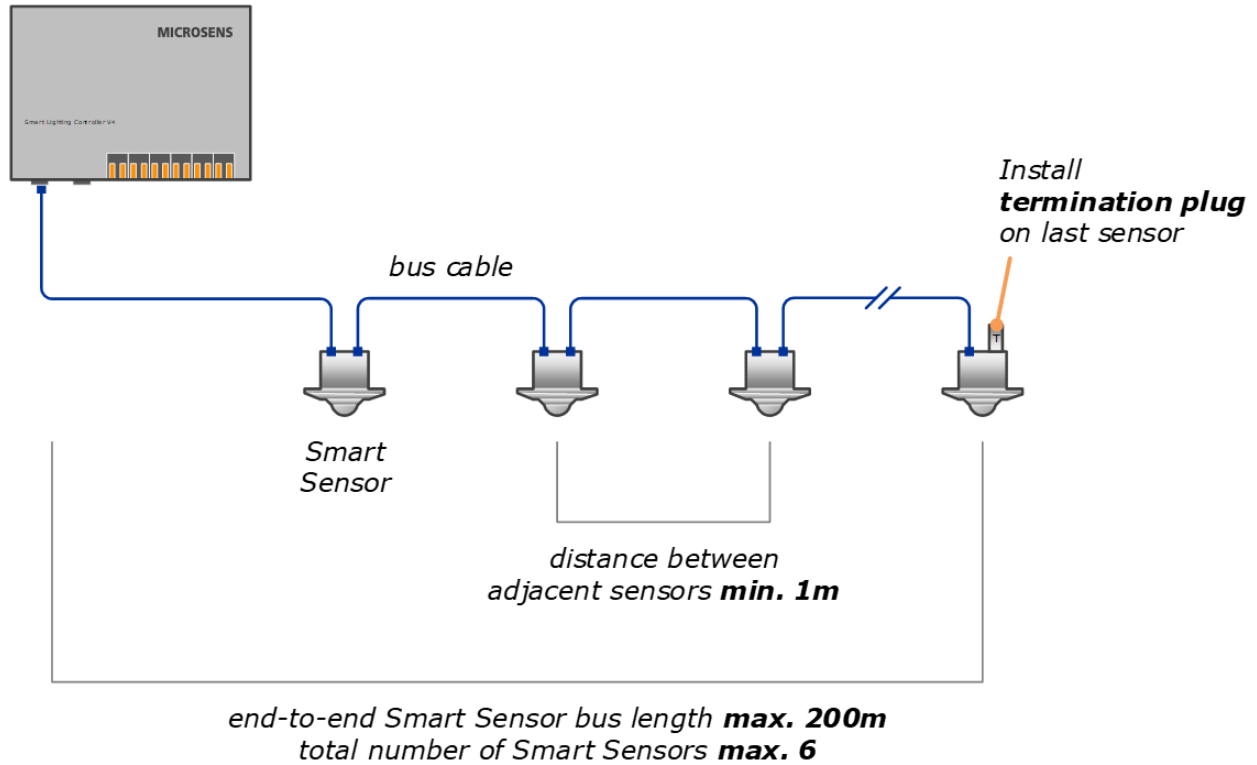 MICROSENS
Smart Lighting Controller V4
Install
termination plug
on last sensor
bus cable
T
Smart
Sensor
distance between
adjacent sensors min. 1m
end-to-end Smart Sensor bus length max. 200m
total number of Smart Sensors max. 6